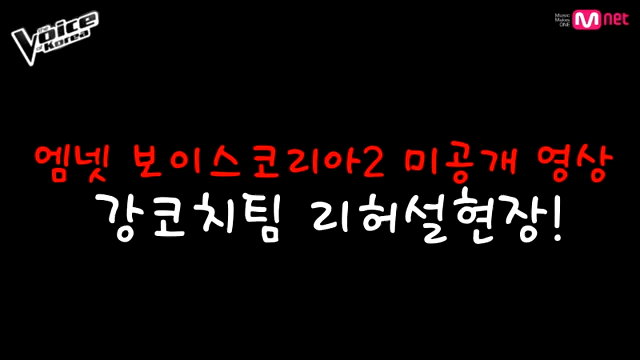 The Voice of Korea
Music Makes ONE
Mnet
엠넷 보이스코리아2 미공개 영상
강코치팀 리허설현장!